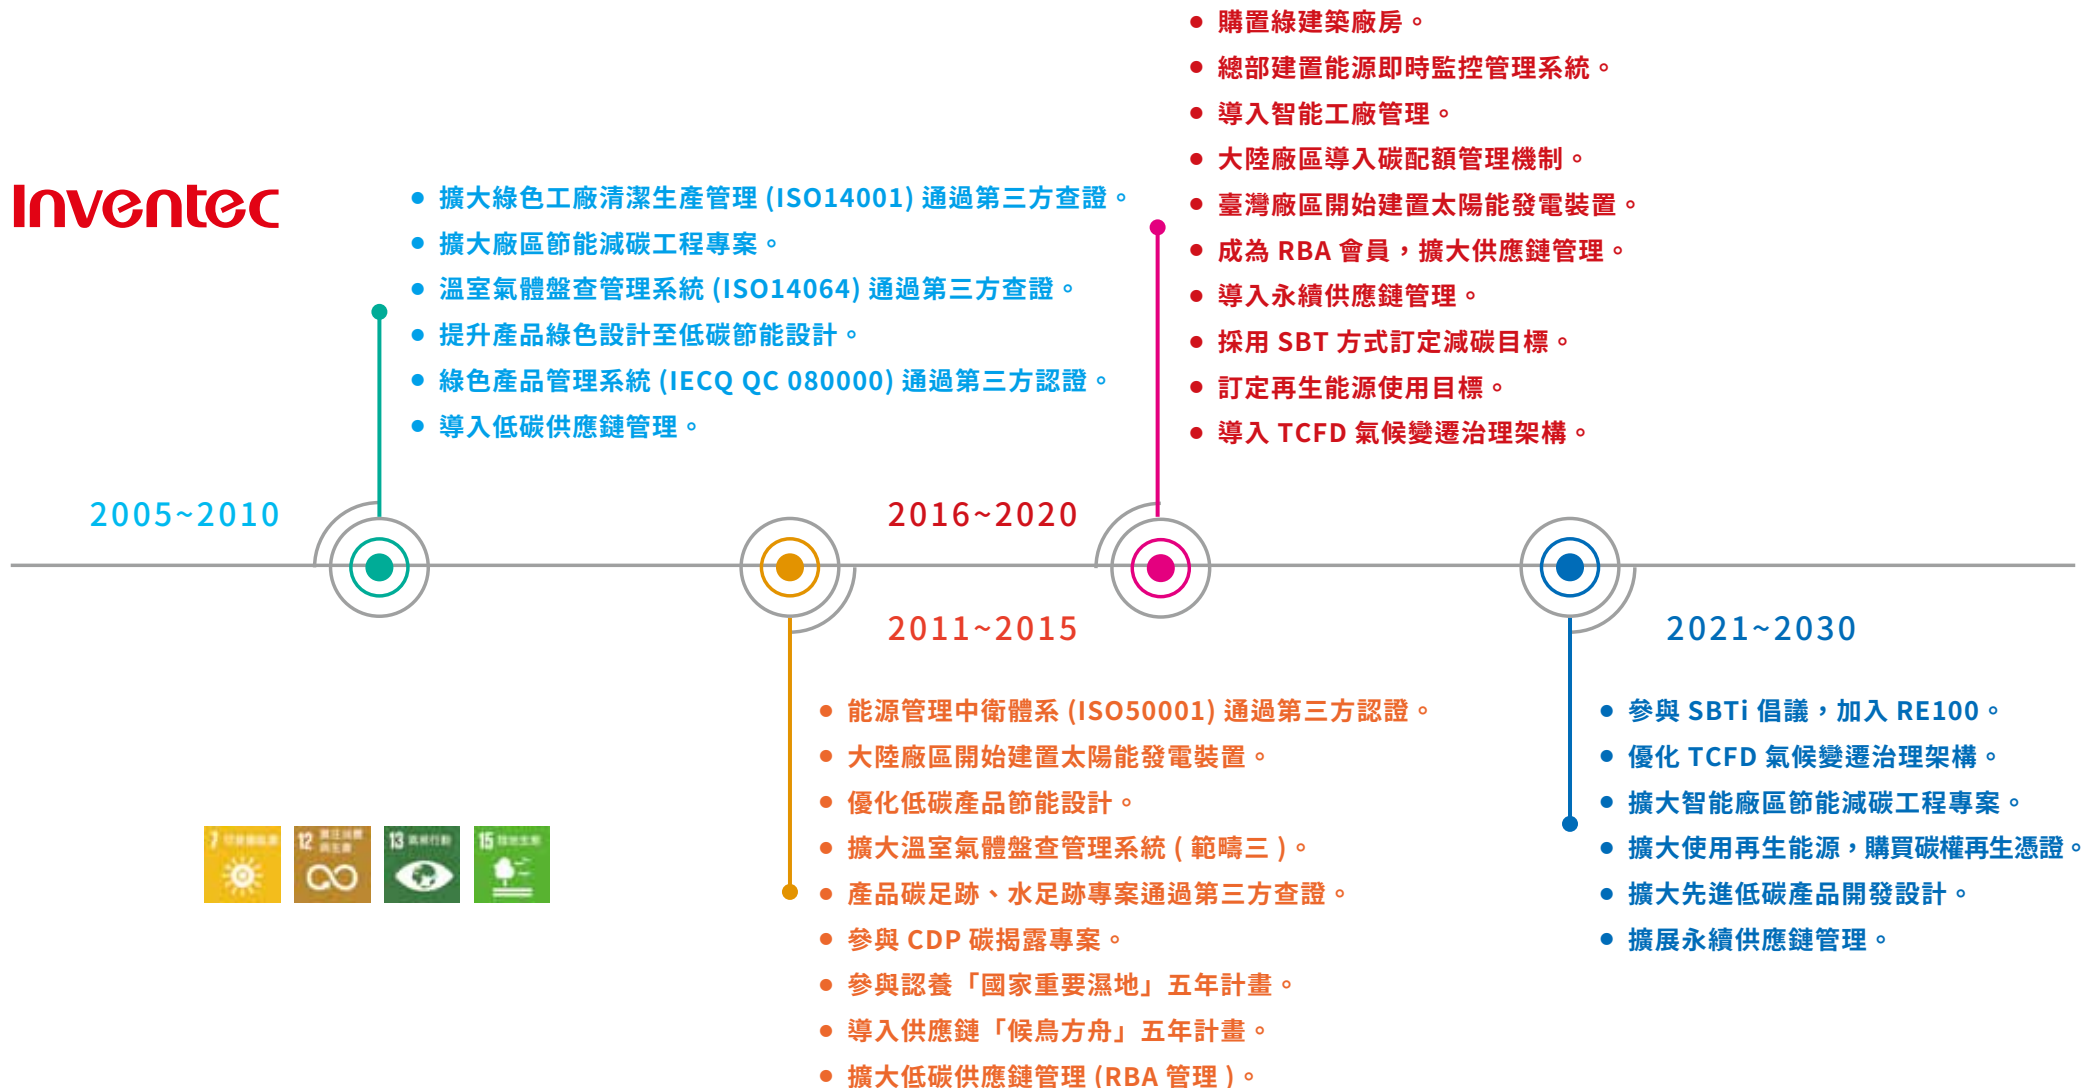 Inventec
2005~2010
擴大綠色工廠清潔生產管理 (ISO14001) 通過第三方查證。
擴大廠區節能減碳工程專案。
溫室氣體盤查管理系統 (ISO14064) 通過第三方查證。
提升產品綠色設計至低碳節能設計。
綠色產品管理系統 (IECQ QC 080000) 通過第三方認證。
導入低碳供應鏈管理。
2011~2015
能源管理中衛體系 (ISO50001) 通過第三方認證。
大陸廠區開始建置太陽能發電裝置。
優化低碳產品節能設計。
擴大溫室氣體盤查管理系統 ( 範疇三 )。
產品碳足跡、水足跡專案通過第三方查證。
參與 CDP 碳揭露專案。
參與認養「國家重要濕地」五年計畫。
導入供應鏈「候鳥方舟」五年計畫。
擴大低碳供應鏈管理 (RBA 管理 )。
2016~2020
購置綠建築廠房。
總部建置能源即時監控管理系統。
導入智能工廠管理。
大陸廠區導入碳配額管理機制。
臺灣廠區開始建置太陽能發電裝置。
成為 RBA 會員，擴大供應鏈管理。
導入永續供應鏈管理。
採用 SBT 方式訂定減碳目標。
訂定再生能源使用目標。
導入 TCFD 氣候變遷治理架構。
2021~2030
參與 SBTi 倡議，加入 RE100。
優化 TCFD 氣候變遷治理架構。
擴大智能廠區節能減碳工程專案。
擴大使用再生能源，購買碳權再生憑證。
擴大先進低碳產品開發設計。
擴展永續供應鏈管理。
7
12
13 氣候行動
15